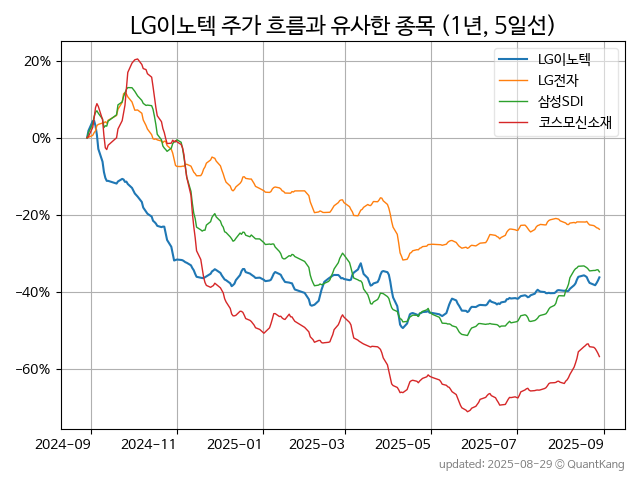 LG이노텍 주가 흐름과 유사한 종목 (1년, 5일선)
LG이노텍
LG전자
삼성SDI
코스모신소재
20%
0%
−20%
−40%
−60%
2024-09
2024-11
2025-01
2025-03
2025-05
2025-07
2025-09
updated: 2025-08-29 © QuantKang